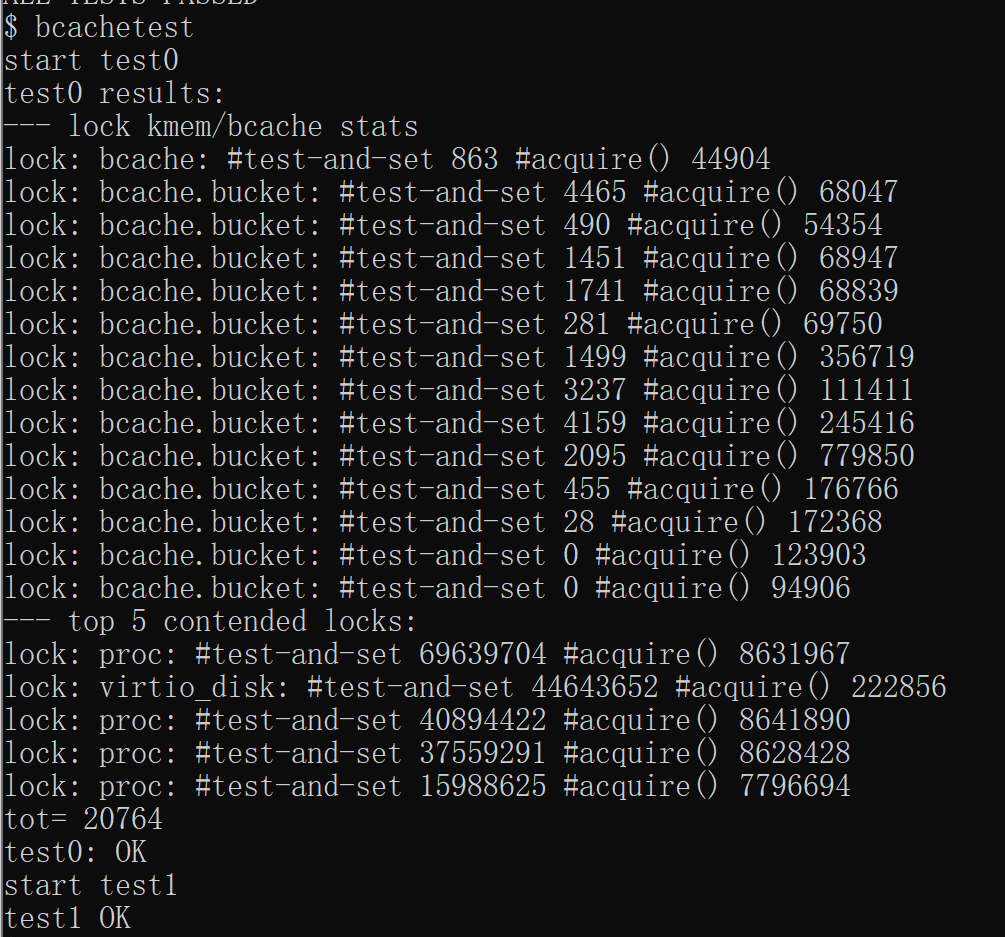 ALL TESTS PASSED
$ bcachetest
start test0
test0 results:
--- lock kmem/bcache stats
lock: bcache: #test-and-set 863 #acquire() 44904
lock: bcache.bucket: #test-and-set 4465 #acquire() 68047
lock: bcache.bucket: #test-and-set 490 #acquire() 54354
lock: bcache.bucket: #test-and-set 1451 #acquire() 68947
lock: bcache.bucket: #test-and-set 1741 #acquire() 68839
lock: bcache.bucket: #test-and-set 281 #acquire() 69750
lock: bcache.bucket: #test-and-set 1499 #acquire() 356719
lock: bcache.bucket: #test-and-set 3237 #acquire() 111411
lock: bcache.bucket: #test-and-set 4159 #acquire() 245416
lock: bcache.bucket: #test-and-set 2095 #acquire() 779850
lock: bcache.bucket: #test-and-set 455 #acquire() 176766
lock: bcache.bucket: #test-and-set 28 #acquire() 172368
lock: bcache.bucket: #test-and-set 0 #acquire() 123903
lock: bcache.bucket: #test-and-set 0 #acquire() 94906
--- top 5 contended locks:
lock: proc: #test-and-set 69639704 #acquire() 8631967
lock: virtio_disk: #test-and-set 44643652 #acquire() 222856
lock: proc: #test-and-set 40894422 #acquire() 8641890
lock: proc: #test-and-set 37559291 #acquire() 8628428
lock: proc: #test-and-set 15988625 #acquire() 7796694
tot= 20764
test0: OK
start test1
test1 OK